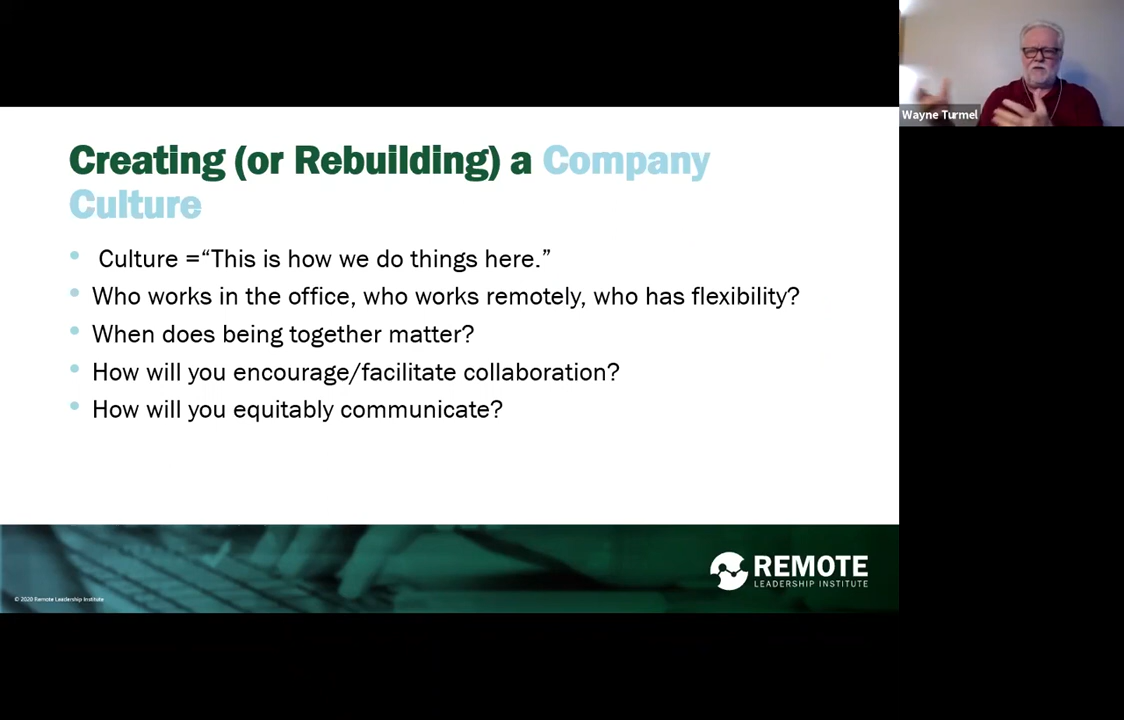 Wayne Turmel
Creating (or Rebuilding) a Company
Culture
• Culture =“This is how we do things here.”
• Who works in the office, who works remotely, who has flexibility?
• When does being together matter?
• How will you encourage/facilitate collaboration?
• How will you equitably communicate?
REMOTE
LEADERSHIP INSTITUTE
© 2020 Remote Leadership Institute